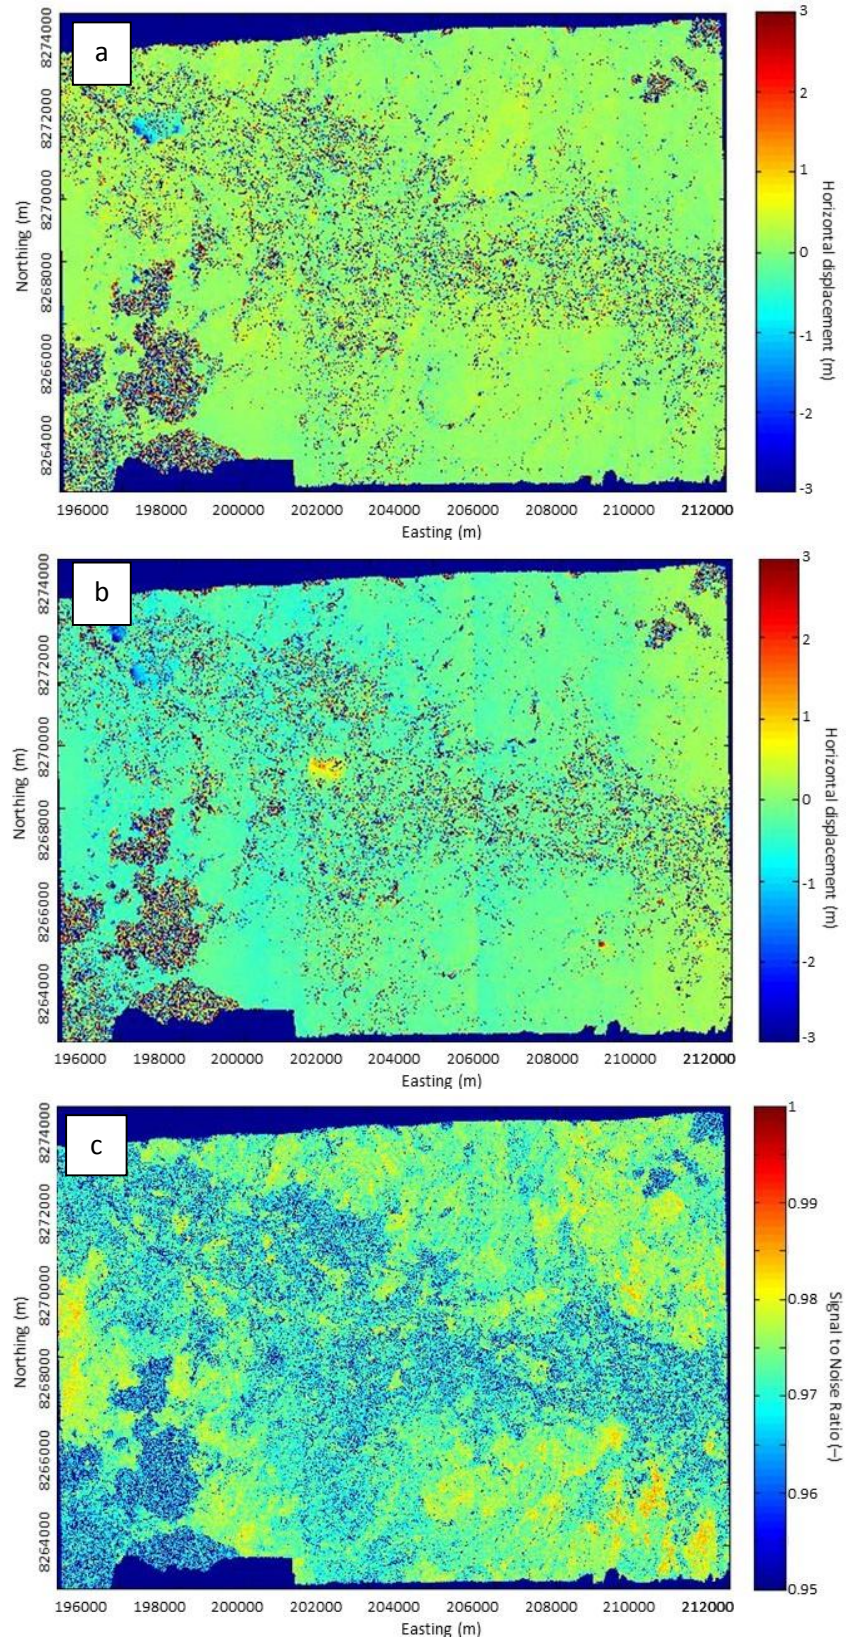 a
8274000
8272000
8270000
8268000
8266000
8264000
Northing (m)
196000 198000 200000 202000 204000 206000 208000 210000 212000
Easting (m)
3
2
1
0
-1
-2
-3
Horizontal displacement (m)
b
8274000
8272000
8270000
8268000
8266000
8264000
Northing (m)
196000 198000 200000 202000 204000 206000 208000 210000 212000
Easting (m)
3
2
1
0
-1
-2
-3
Horizontal displacement (m)
c
8274000
8272000
8270000
8268000
8266000
8264000
Northing (m)
196000 198000 200000 202000 204000 206000 208000 210000 212000
Easting (m)
1
0.99
0.98
0.97
0.96
0.95
Signal to Noise Ratio (–)